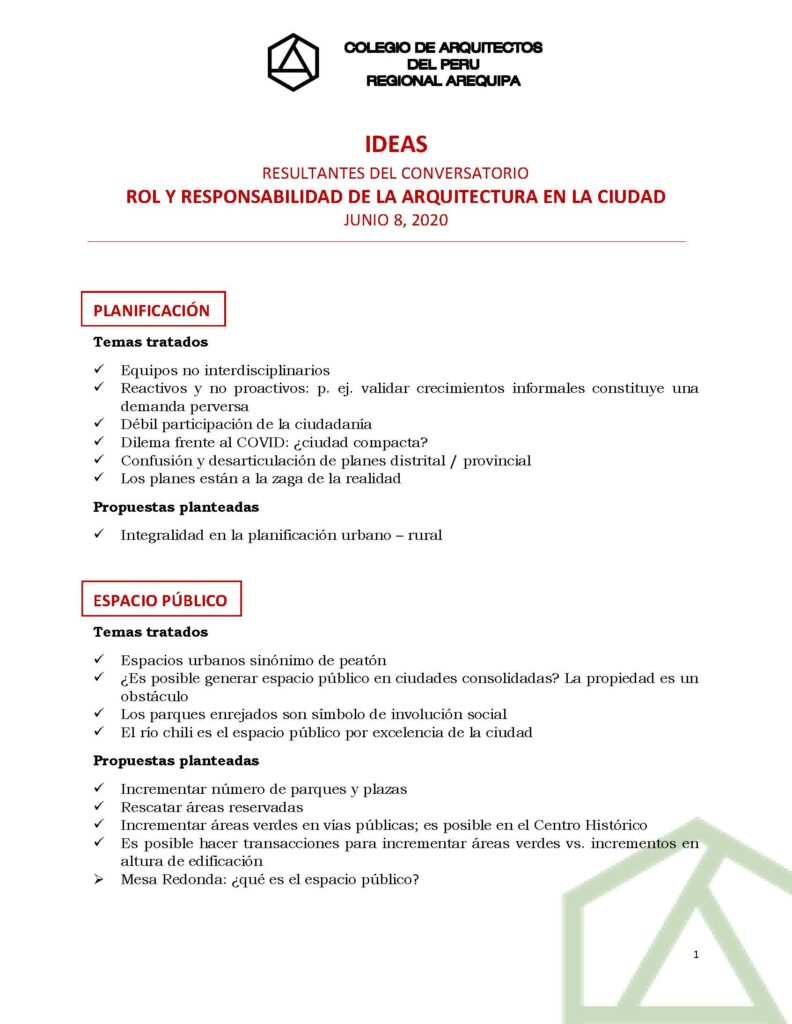 COLEGIO DE ARQUITECTOS
DEL PERU
REGIONAL AREQUIPA
IDEAS
RESULTANTES DEL CONVERSATORIO
ROL Y RESPONSABILIDAD DE LA ARQUITECTURA EN LA CIUDAD
JUNIO 8, 2020
PLANIFICACIÓN
Temas tratados
✓ Equipos no interdisciplinarios
✓ Reactivos y no proactivos: p. ej. validar crecimientos informales constituye una
demanda perversa
✓ Débil participación de la ciudadanía
✓ Dilema frente al COVID: ¿ciudad compacta?
✓ Confusión y desarticulación de planes distrital / provincial
✓ Los planes están a la zaga de la realidad
Propuestas planteadas
✓ Integralidad en la planificación urbano – rural
ESPACIO PÚBLICO
Temas tratados
✓ Espacios urbanos sinónimo de peatón
✓ ¿Es posible generar espacio público en ciudades consolidadas? La propiedad es un
obstáculo
✓ Los parques enrejados son símbolo de involución social
✓ El río chili es el espacio público por excelencia de la ciudad
Propuestas planteadas
✓ Incrementar número de parques y plazas
✓ Rescatar áreas reservadas
✓ Incrementar áreas verdes en vías públicas; es posible en el Centro Histórico
✓ Es posible hacer transacciones para incrementar áreas verdes vs. incrementos en
altura de edificación
➢ Mesa Redonda: ¿qué es el espacio público?
1